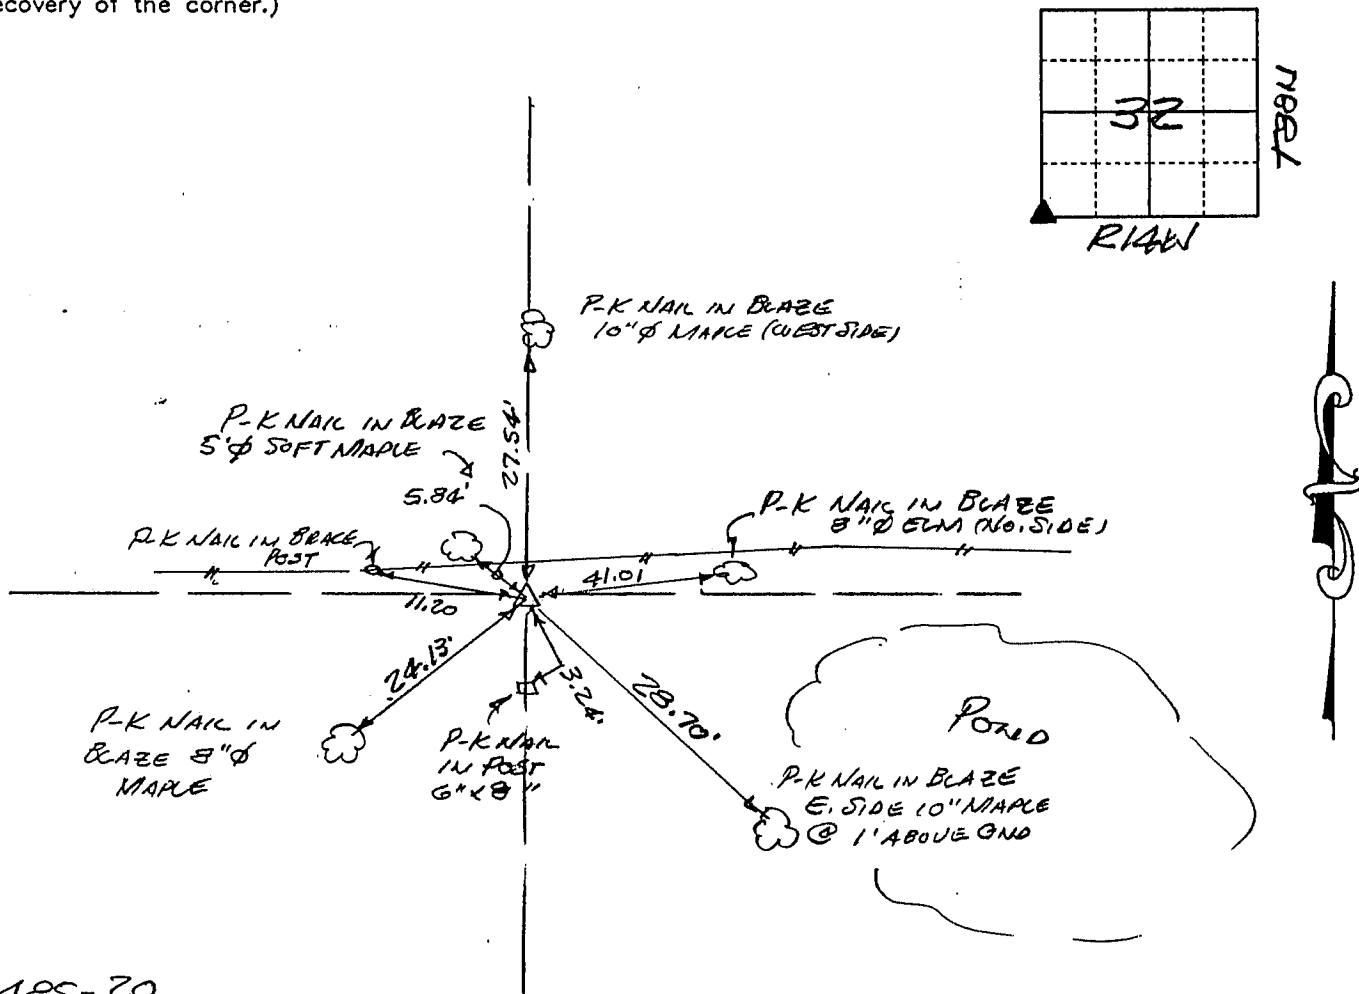 ecovery of the corner.)
32
T38N
R14W
P-K NAIL IN BLAZE
10"φ MAPLE (WEST SIDE)
27.54'
P-K NAIL IN BLAZE
5"φ SOFT MAPLE
5.84'
P-K NAIL IN BLAZE
8"φ ELM (NO. SIDE)
P-K NAIL IN BRACE
POST
11.20
41.01
24.13'
3.24'
28.70'
P-K NAIL IN
BLAZE 8"φ
MAPLE
P-K NAIL
IN POST
6"x8"
POND
P-K NAIL IN BLAZE
E. SIDE 10" MAPLE
@ 1' ABOVE GND